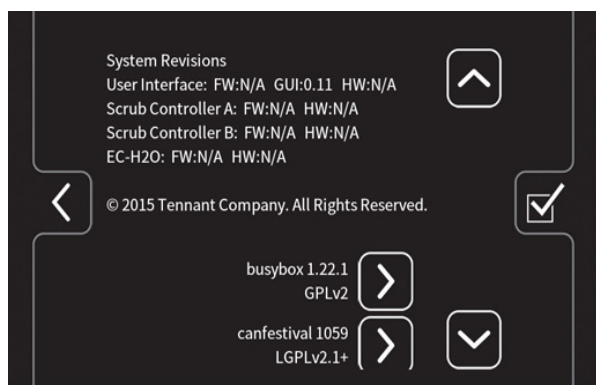 System Revisions
User Interface: FW:N/A GUI:0.11 HW:N/A
Scrub Controller A: FW:N/A HW:N/A
Scrub Controller B: FW:N/A HW:N/A
EC-H2O: FW:N/A HW:N/A
© 2015 Tennant Company. All Rights Reserved.
busybox 1.22.1
GPLv2
canfestival 1059
LGPLv2.1+